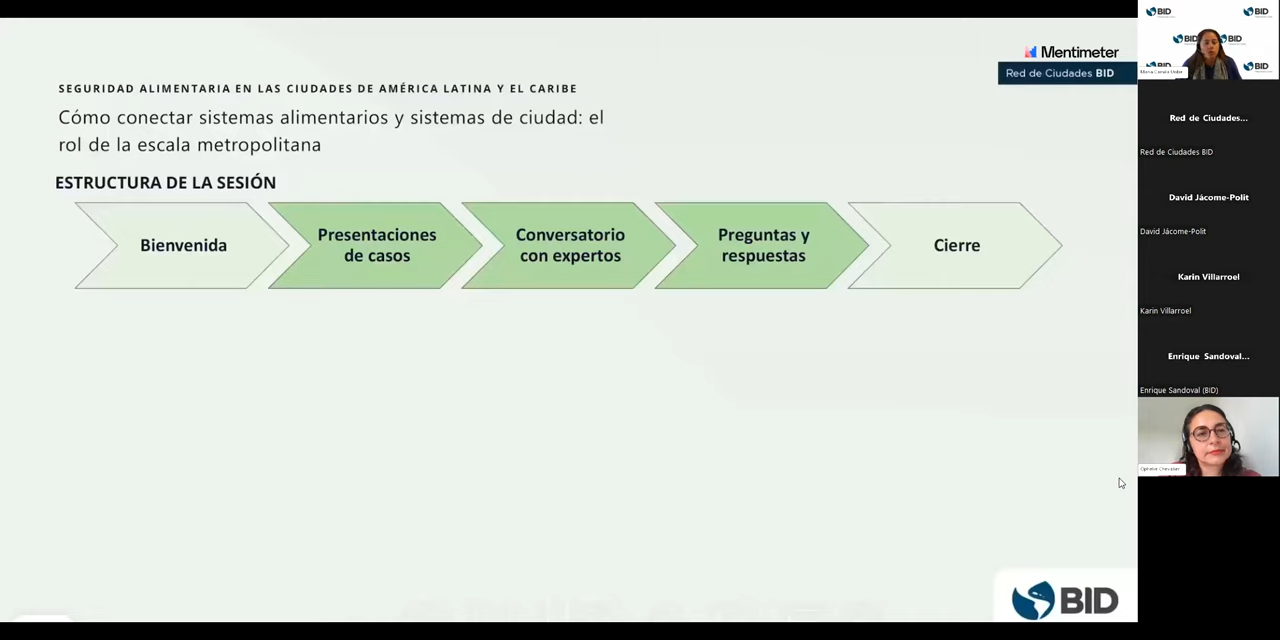 Mentimeter
Red de Ciudades BID
SEGURIDAD ALIMENTARIA EN LAS CIUDADES DE AMÉRICA LATINA Y EL CARIBE
Cómo conectar sistemas alimentarios y sistemas de ciudad: el
rol de la escala metropolitana
ESTRUCTURA DE LA SESIÓN
Bienvenida
Presentaciones
de casos
Conversatorio
con expertos
Preguntas y
respuestas
Cierre
BID
BID
BID
BID
BID
BID
BID
Red de Ciudades...
Red de Ciudades BID
David Jácome-Polit
David Jácome-Polit
Karin Villarroel
Karin Villarroel
Enrique Sandoval...
Enrique Sandoval (BID)